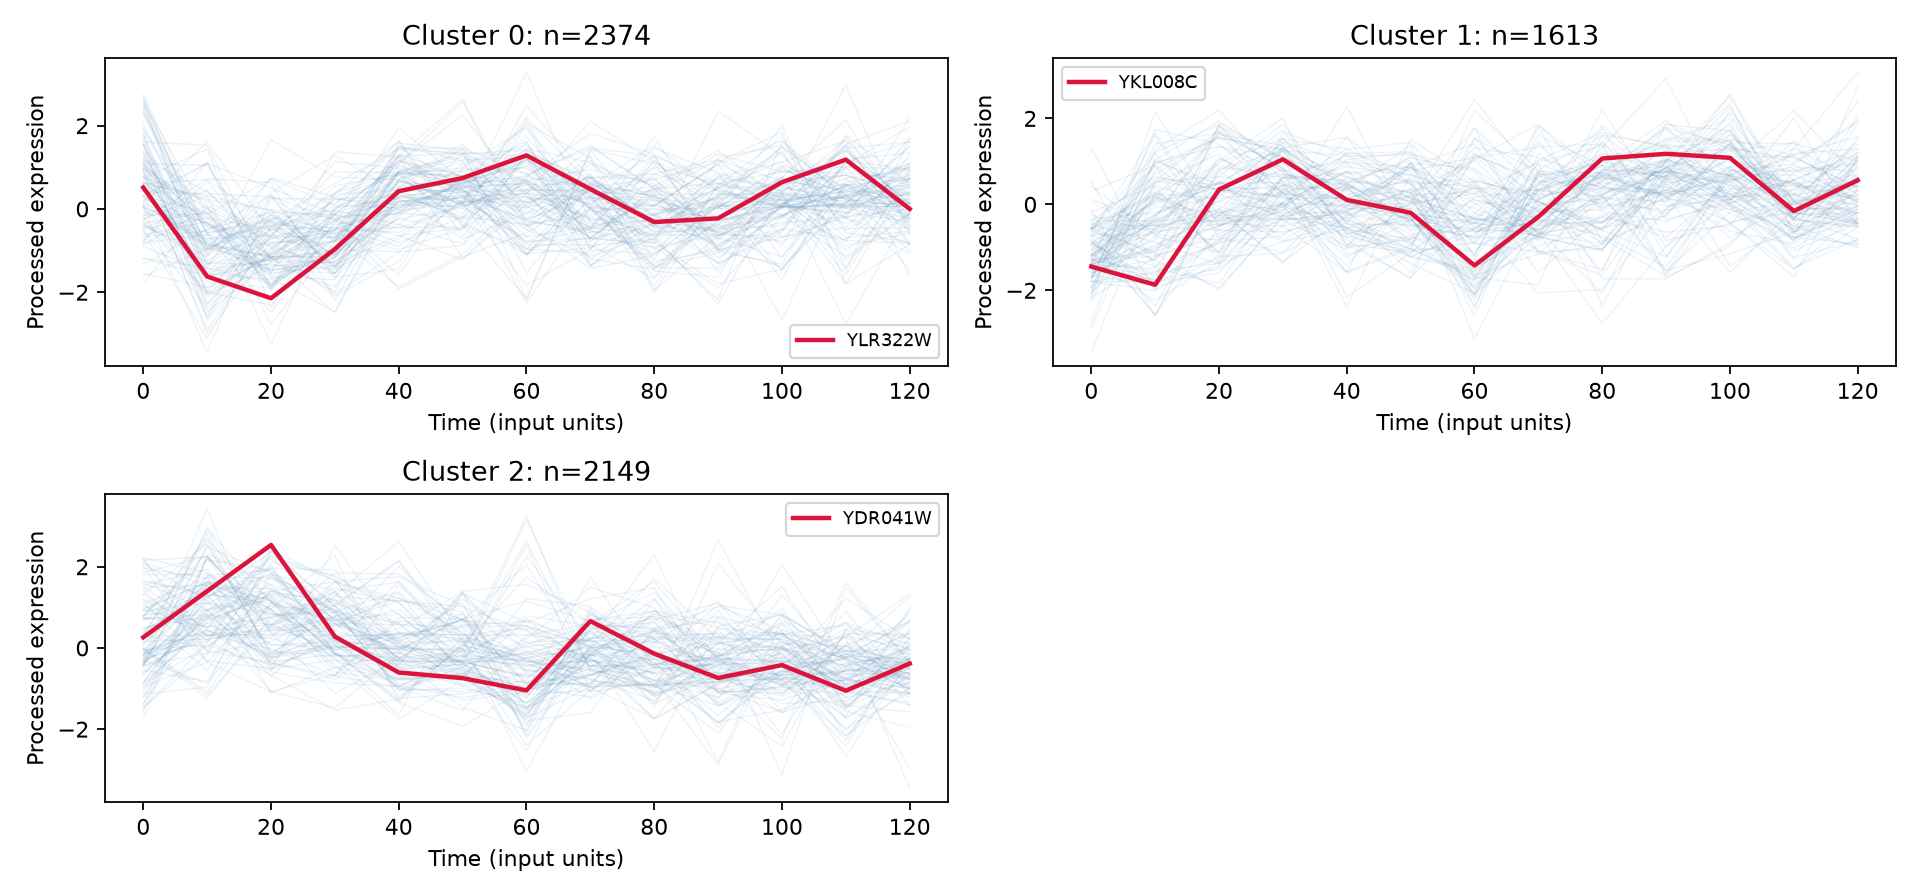 Cluster 0: n=2374
Processed expression
2
0
−2
YLR322W
0 20 40 60 80 100 120
Time (input units)
Cluster 1: n=1613
Processed expression
2
0
−2
YKL008C
0 20 40 60 80 100 120
Time (input units)
Cluster 2: n=2149
Processed expression
2
0
−2
YDR041W
0 20 40 60 80 100 120
Time (input units)